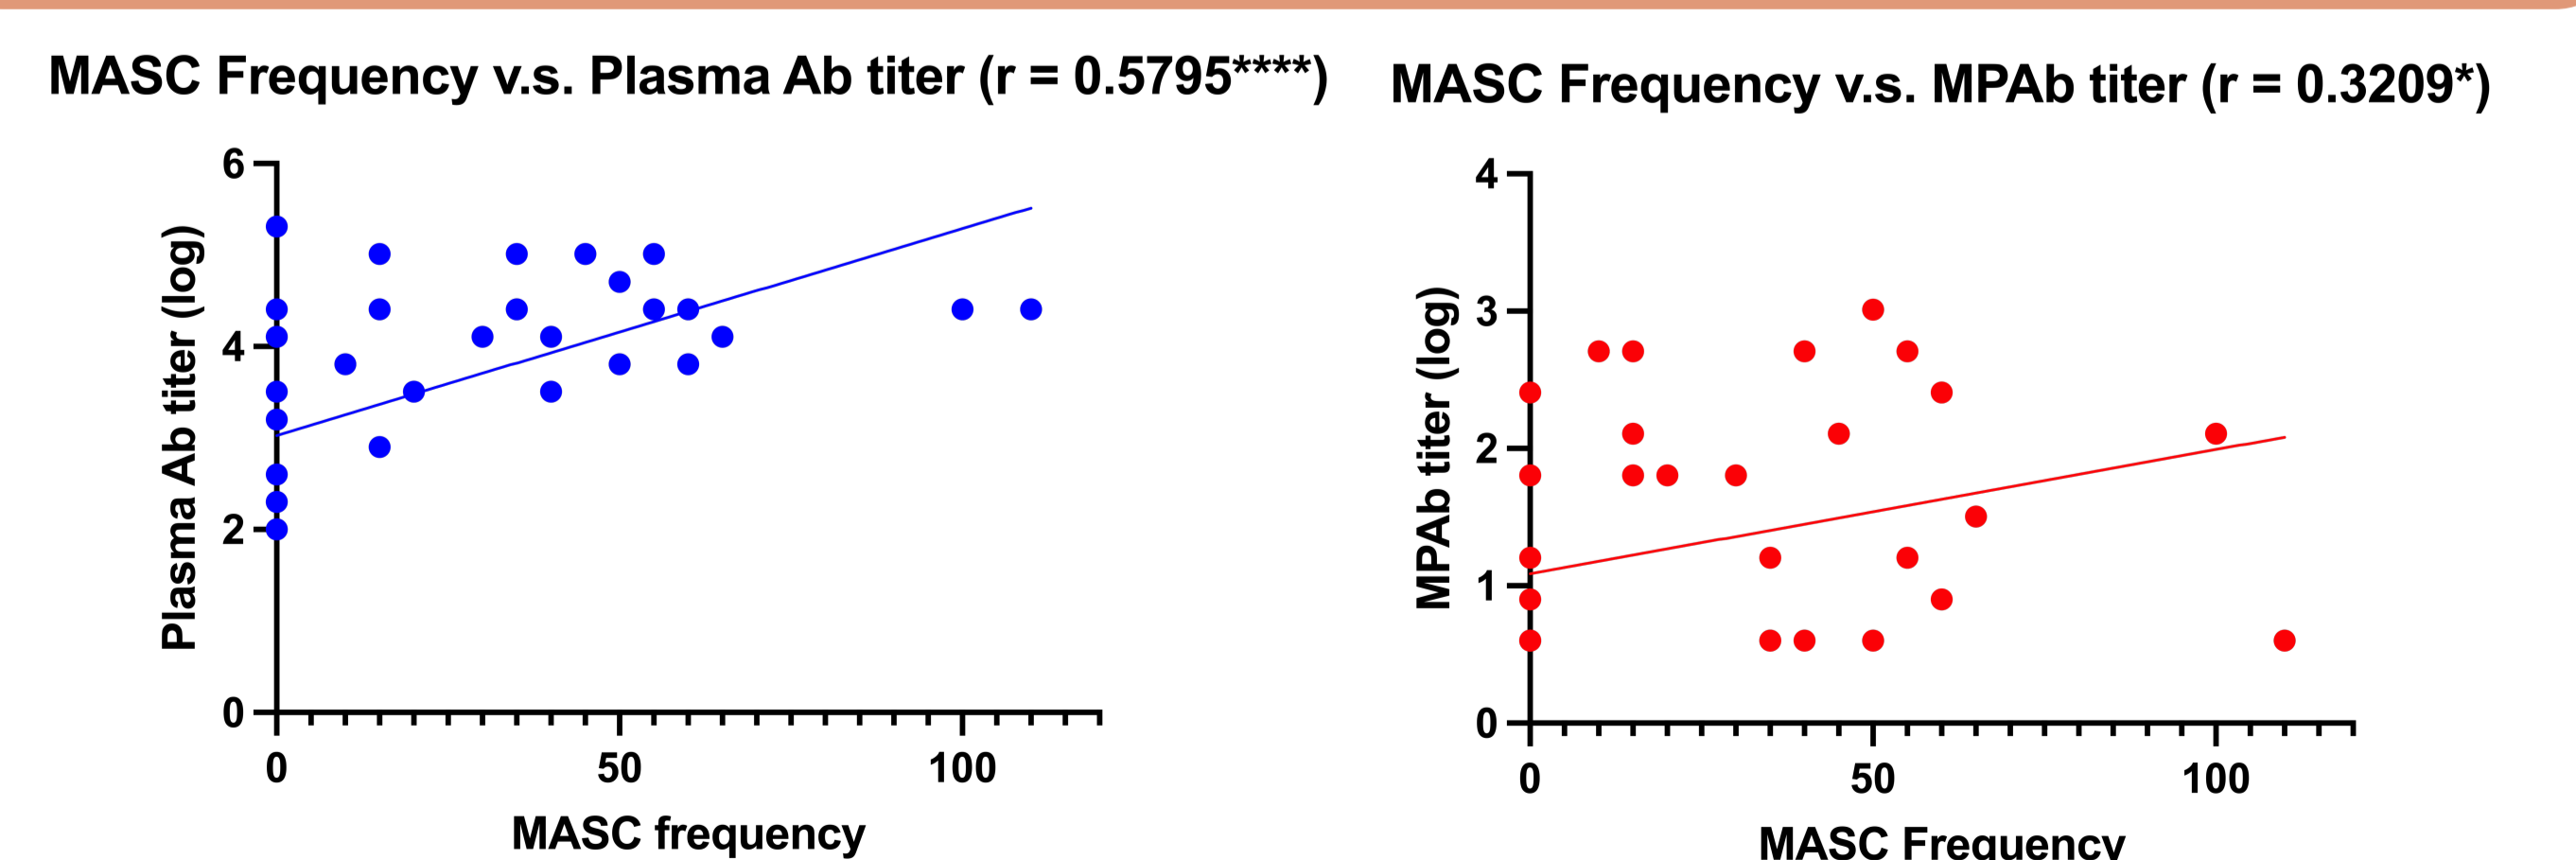 MASC Frequency v.s. Plasma Ab titer (r = 0.5795****)
6
4
2
0
Plasma Ab titer (log)
0 50 100
MASC frequency
MASC Frequency v.s. MPAb titer (r = 0.3209*)
4
3
2
1
0
MPAb titer (log)
0 50 100
MASC Frequency